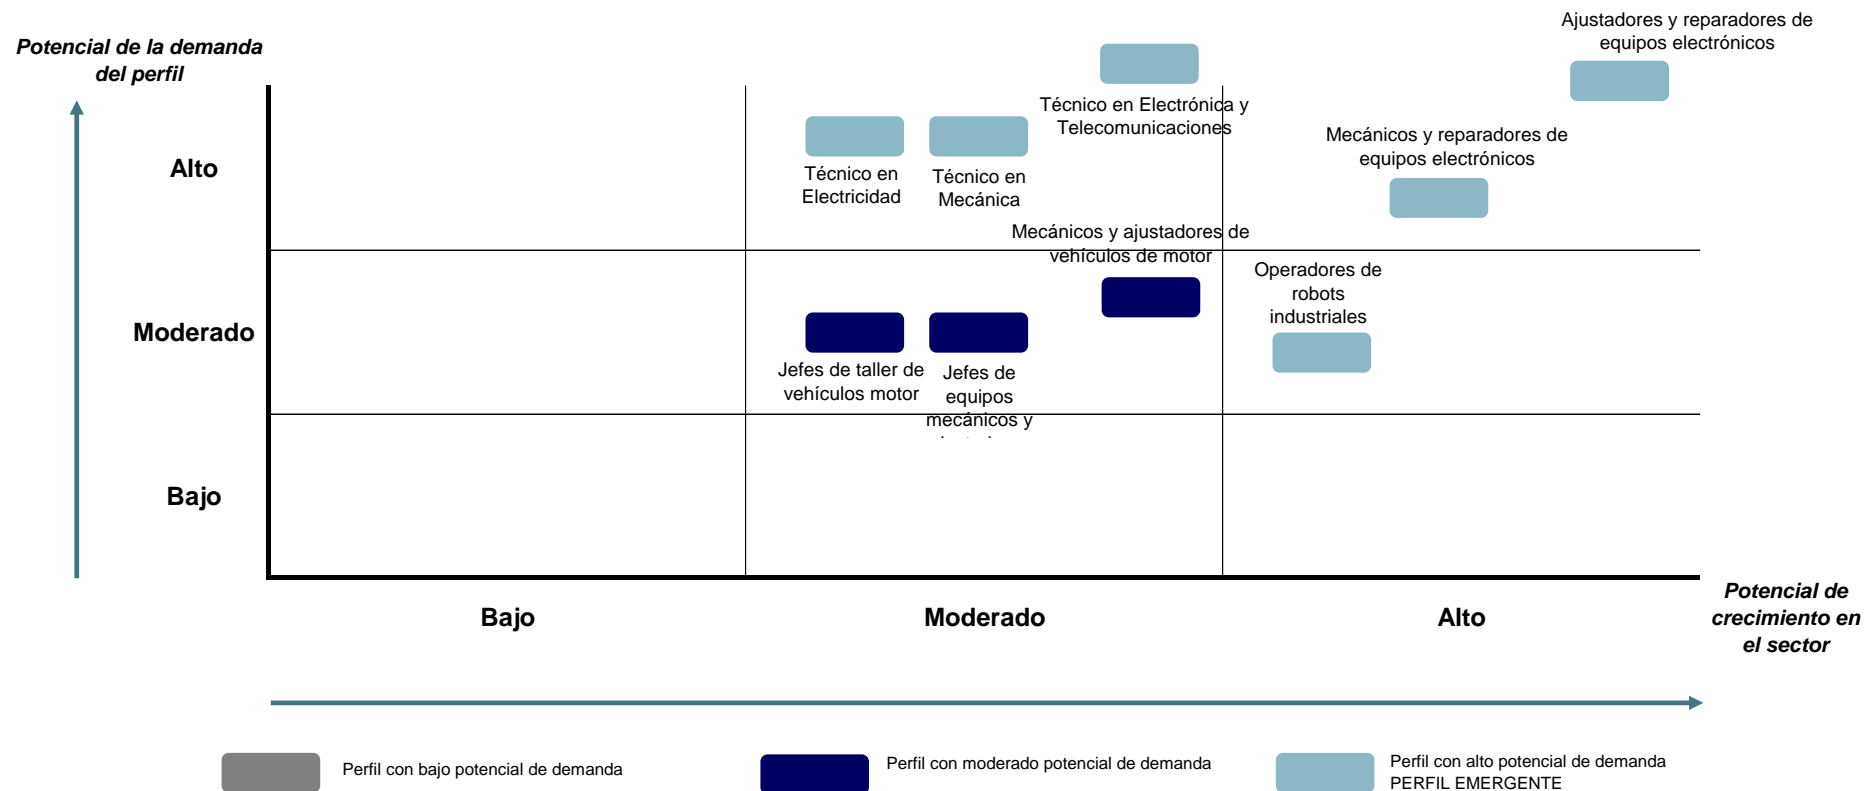 Potencial de la demanda
del perfil
Ajustadores y reparadores de
equipos electrónicos
Técnico en Electrónica y
Telecomunicaciones
Mecánicos y reparadores de
equipos electrónicos
Alto
Técnico en
Electricidad
Técnico en
Mecánica
Mecánicos y ajustadores de
vehículos de motor
Operadores de
robots
industriales
Moderado
Jefes de taller de
vehículos motor
Jefes de
equipos
mecánicos y
Bajo
Bajo
Moderado
Alto
Potencial de
crecimiento en
el sector
Perfil con bajo potencial de demanda
Perfil con moderado potencial de demanda
Perfil con alto potencial de demanda
PERFIL EMERGENTE